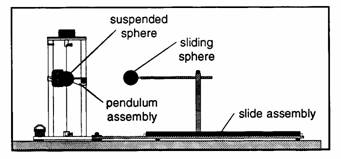 suspended
sphere
sliding
sphere
pendulum
assembly
slide assembly